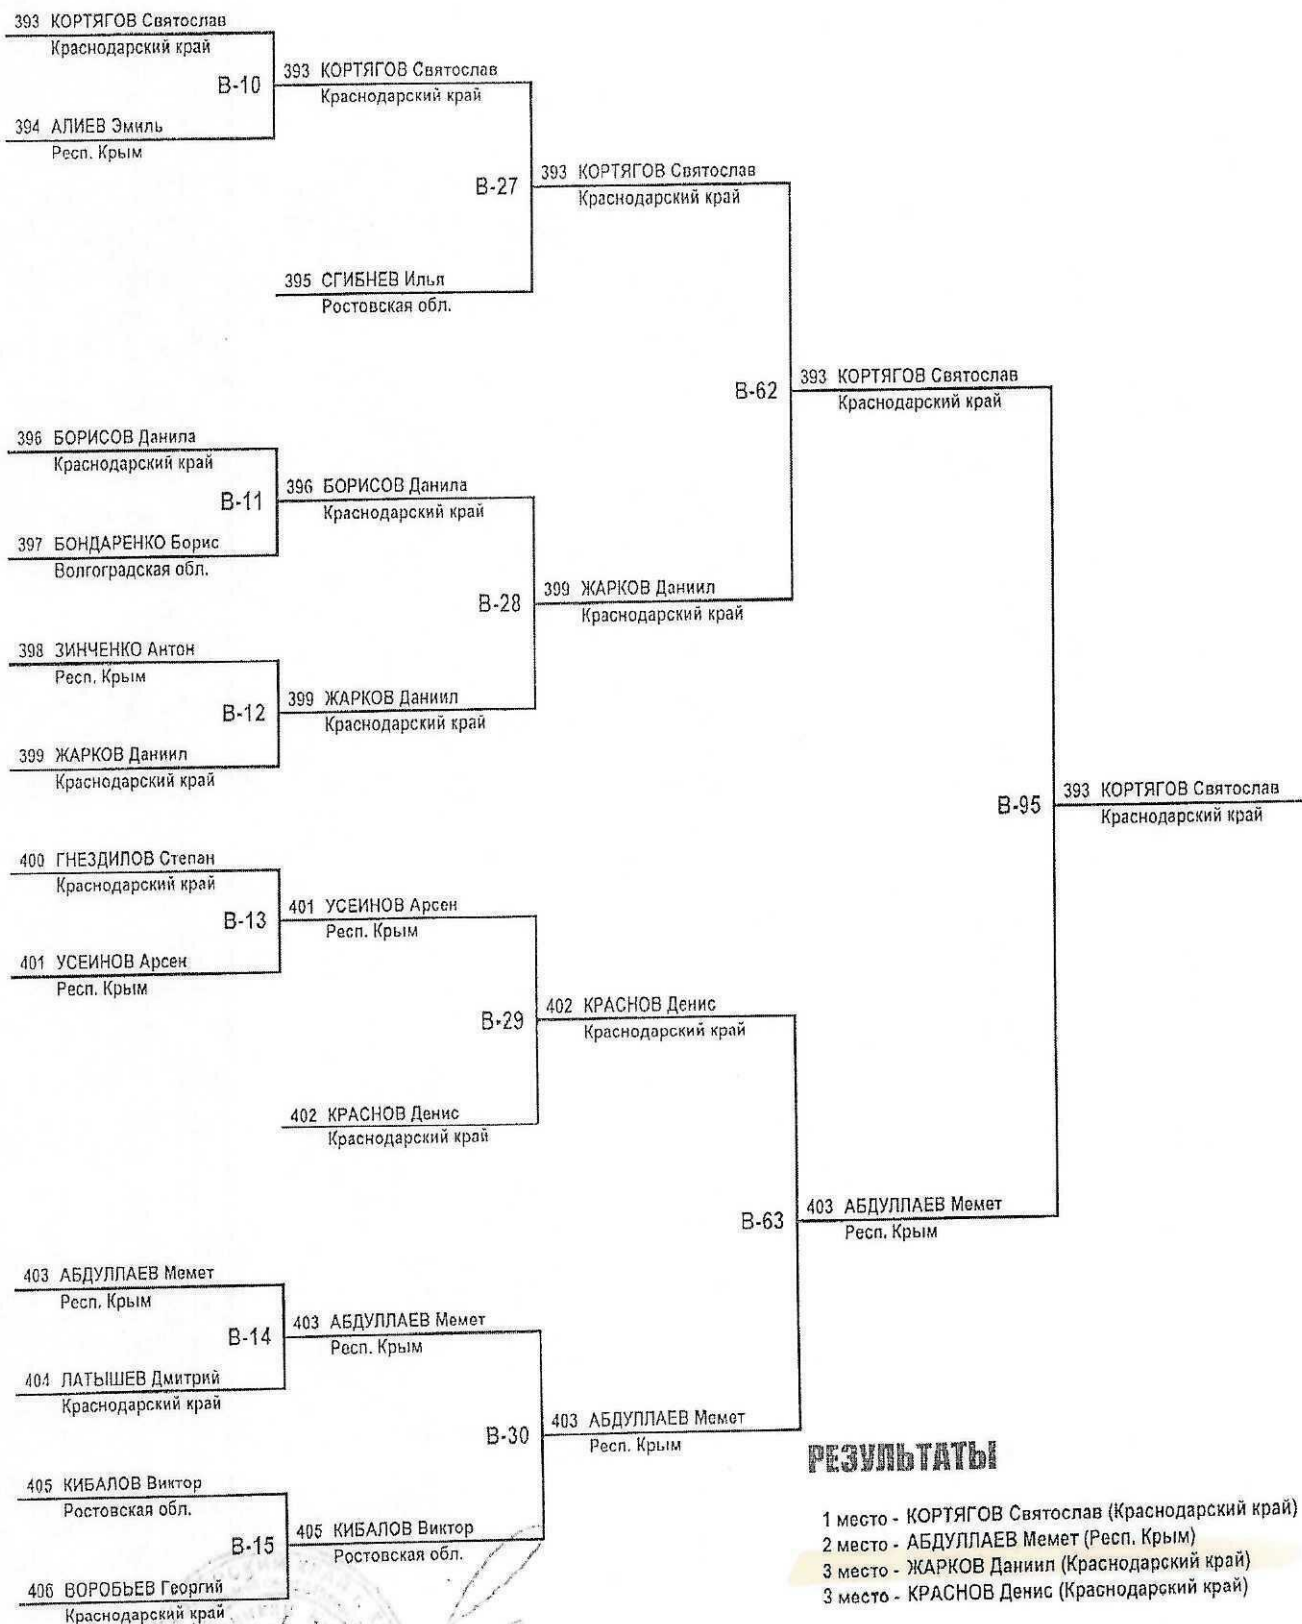 393 КОРТЯГОВ Святослав
Краснодарский край
B-10
394 АЛИЕВ Эмиль
Респ. Крым
393 КОРТЯГОВ Святослав
Краснодарский край
B-27
395 СГИБНЕВ Илья
Ростовская обл.
393 КОРТЯГОВ Святослав
Краснодарский край
B-62
393 КОРТЯГОВ Святослав
Краснодарский край
396 БОРИСОВ Данила
Краснодарский край
B-11
397 БОНДАРЕНКО Борис
Волгоградская обл.
396 БОРИСОВ Данила
Краснодарский край
B-28
399 ЖАРКОВ Даниил
Краснодарский край
398 ЗИНЧЕНКО Антон
Респ. Крым
B-12
399 ЖАРКОВ Даниил
Краснодарский край
399 ЖАРКОВ Даниил
Краснодарский край
B-95
393 КОРТЯГОВ Святослав
Краснодарский край
400 ГНЕЗДИЛОВ Степан
Краснодарский край
B-13
401 УСЕИНОВ Арсен
Респ. Крым
401 УСЕИНОВ Арсен
Респ. Крым
B-29
402 КРАСНОВ Денис
Краснодарский край
402 КРАСНОВ Денис
Краснодарский край
B-63
403 АБДУЛЛАЕВ Мемет
Респ. Крым
403 АБДУЛЛАЕВ Мемет
Респ. Крым
B-14
404 ЛАТЫШЕВ Дмитрий
Краснодарский край
403 АБДУЛЛАЕВ Мемет
Респ. Крым
B-30
403 АБДУЛЛАЕВ Мемет
Респ. Крым
405 КИБАЛОВ Виктор
Ростовская обл.
B-15
406 ВОРОБЬЕВ Георгий
Краснодарский край
405 КИБАЛОВ Виктор
Ростовская обл.
РЕЗУЛЬТАТЫ
1 место - КОРТЯГОВ Святослав (Краснодарский край)
2 место - АБДУЛЛАЕВ Мемет (Респ. Крым)
3 место - ЖАРКОВ Даниил (Краснодарский край)
3 место - КРАСНОВ Денис (Краснодарский край)